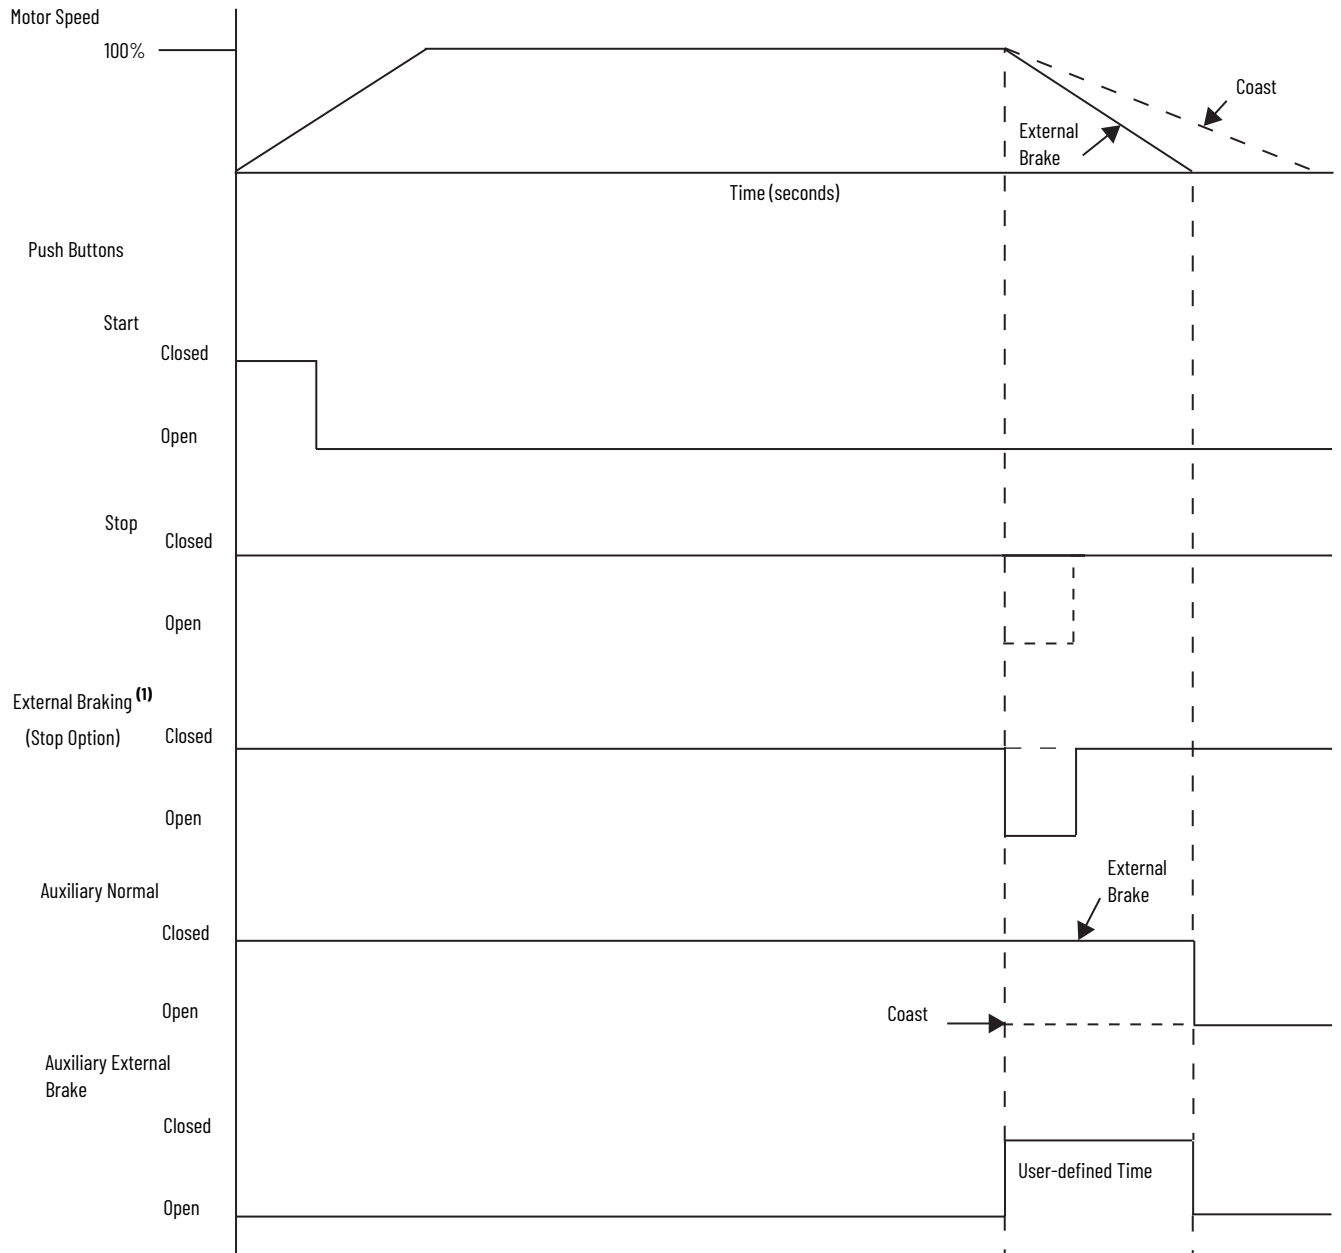 Motor Speed
100%
Coast
External
Brake
Time (seconds)
Push Buttons
Start
Closed
Open
Stop
Closed
Open
External Braking (1)
(Stop Option)
Closed
Open
External
Brake
Auxiliary Normal
Closed
Open
Coast
Auxiliary External
Brake
Closed
User-defined Time
Open